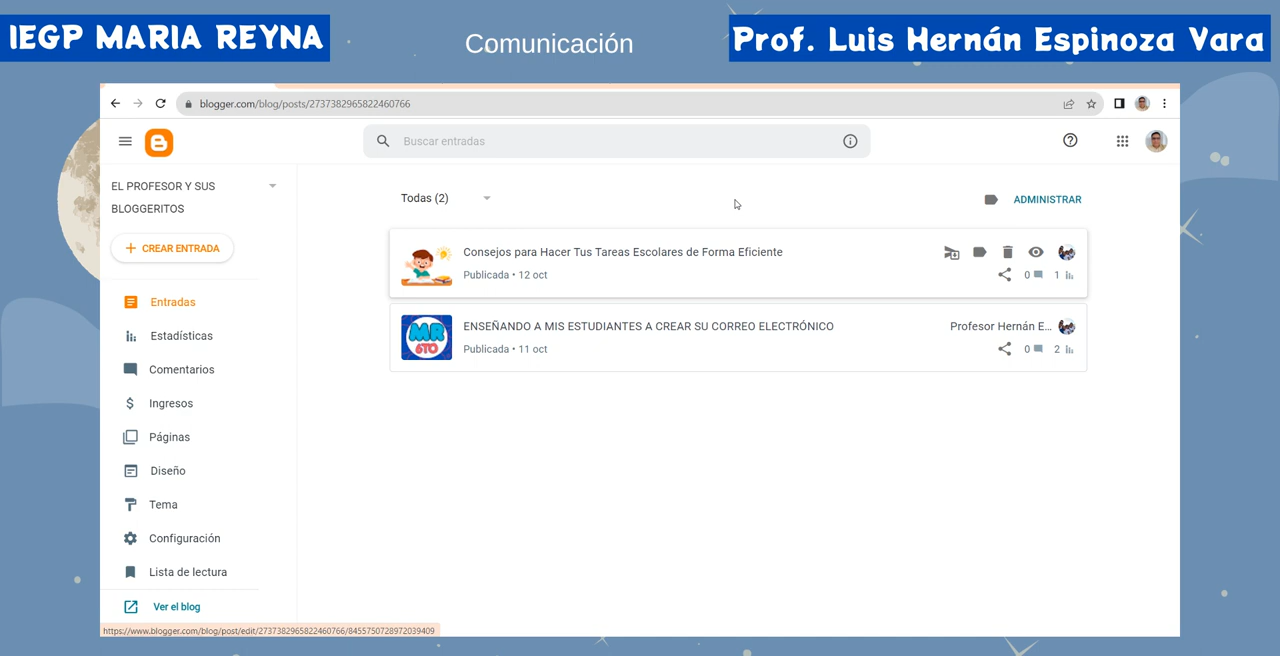 IEGP MARIA REYNA
Comunicación
Prof. Luis Hernán Espinoza Vara
blogger.com/blog/posts/2737382965822460766
Buscar entradas
EL PROFESOR Y SUS
BLOGGERITOS
CREAR ENTRADA
Entradas
Estadísticas
Comentarios
Ingresos
Páginas
Diseño
Tema
Configuración
Lista de lectura
Ver el blog
Todas (2)
ADMINISTRAR
Consejos para Hacer Tus Tareas Escolares de Forma Eficiente
Publicada • 12 oct
0 1
MR
6TO
ENSEÑANDO A MIS ESTUDIANTES A CREAR SU CORREO ELECTRÓNICO
Profesor Hernán E...
Publicada • 11 oct
0 2
https://www.blogger.com/blog/post/edit/2737382965822460766/8455750728972039409